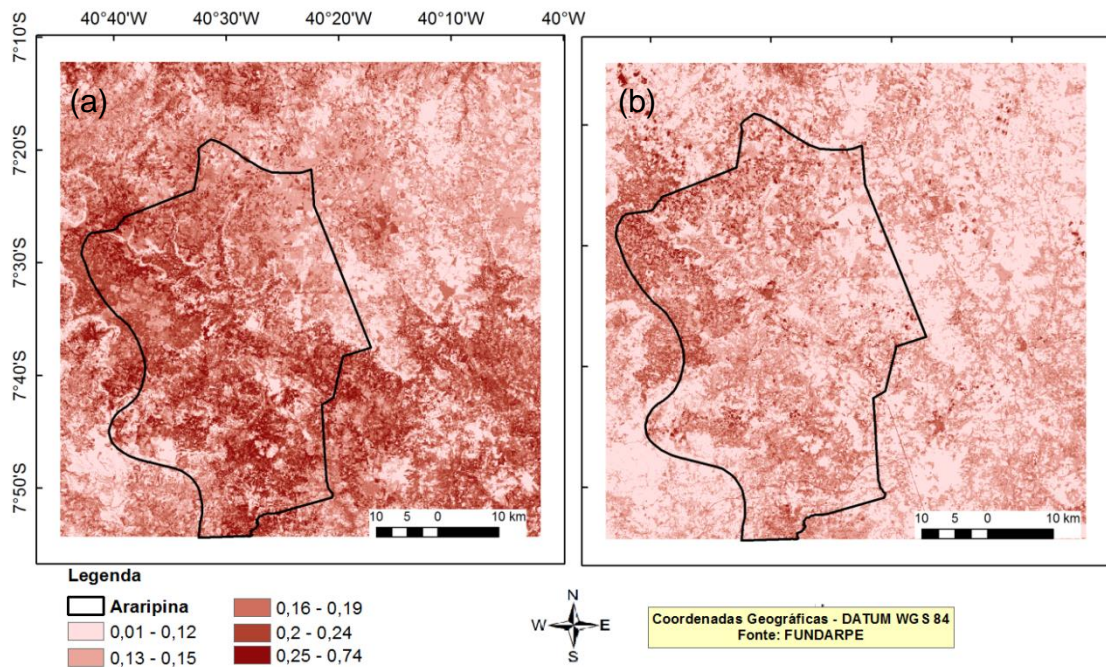 40°40'W 40°30'W 40°20'W 40°10'W 40°0'W
7°10'S
7°20'S
7°30'S
7°40'S
7°50'S
(a)
10 5 0 10 km
(b)
10 5 0 10 km
Legenda
Araripina
0,01 - 0,12
0,13 - 0,15
0,16 - 0,19
0,2 - 0,24
0,25 - 0,74
N
W E
S
Coordenadas Geográficas - DATUM WGS 84
Fonte: FUNDARPE